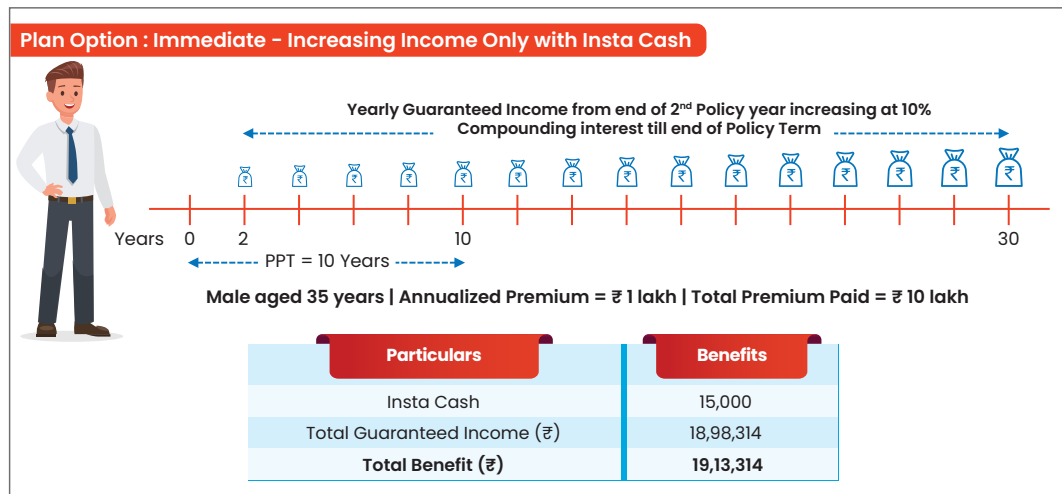 Plan Option : Immediate - Increasing Income Only with Insta Cash
Yearly Guaranteed Income from end of 2nd Policy year increasing at 10%
Compounding interest till end of Policy Term
₹ ₹ ₹ ₹ ₹ ₹ ₹ ₹ ₹ ₹ ₹ ₹ ₹ ₹ ₹
Years 0 2 10 30
PPT = 10 Years
Male aged 35 years | Annualized Premium = ₹ 1 lakh | Total Premium Paid = ₹ 10 lakh
Particulars Benefits
Insta Cash 15,000
Total Guaranteed Income (₹) 18,98,314
Total Benefit (₹) 19,13,314